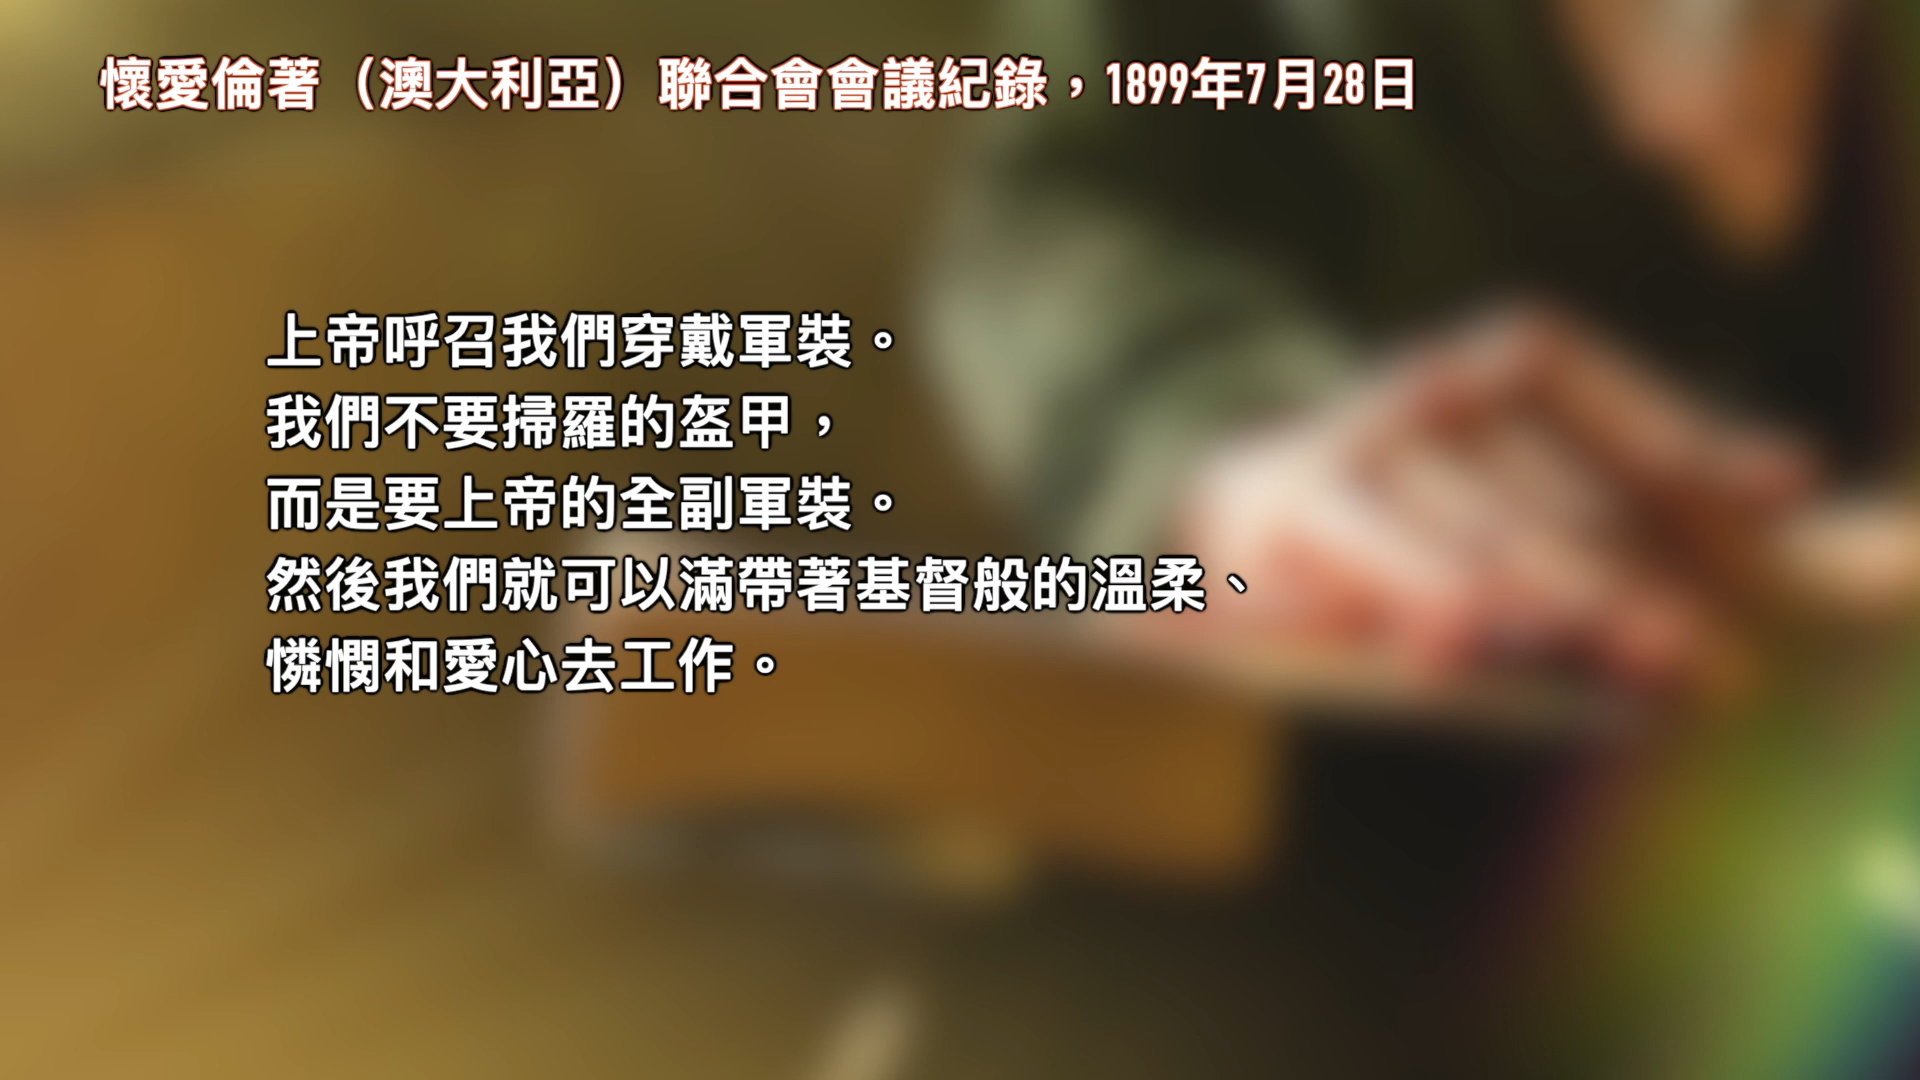 懷愛倫著（澳大利亞）聯合會會議紀錄，1899年7月28日
上帝呼召我們穿戴軍裝。
我們不要掃羅的盔甲，
而是要上帝的全副軍裝。
然後我們就可以滿帶著基督般的溫柔、
憐憫和愛心去工作。